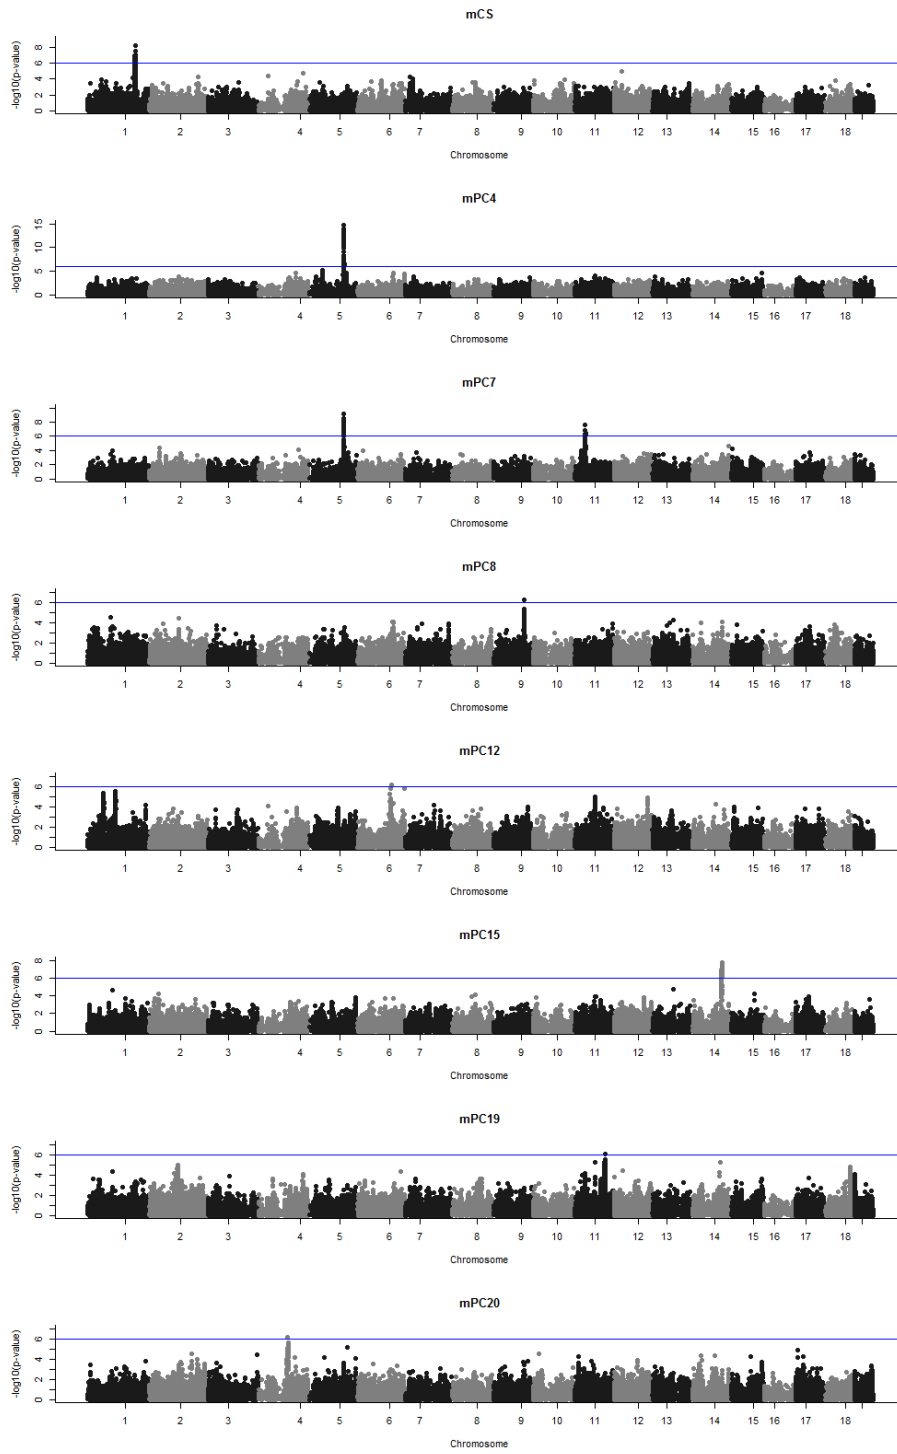 mCS
-log10(p-value)
0 2 4 6 8
1 2 3 4 5 6 7 8 9 10 11 12 13 14 15 16 17 18
Chromosome
mPC4
-log10(p-value)
0 5 10 15
1 2 3 4 5 6 7 8 9 10 11 12 13 14 15 16 17 18
Chromosome
mPC7
-log10(p-value)
0 2 4 6 8
1 2 3 4 5 6 7 8 9 10 11 12 13 14 15 16 17 18
Chromosome
mPC8
-log10(p-value)
0 2 4 6
1 2 3 4 5 6 7 8 9 10 11 12 13 14 15 16 17 18
Chromosome
mPC12
-log10(p-value)
0 2 4 6
1 2 3 4 5 6 7 8 9 10 11 12 13 14 15 16 17 18
Chromosome
mPC15
-log10(p-value)
0 2 4 6 8
1 2 3 4 5 6 7 8 9 10 11 12 13 14 15 16 17 18
Chromosome
mPC19
-log10(p-value)
0 2 4 6
1 2 3 4 5 6 7 8 9 10 11 12 13 14 15 16 17 18
Chromosome
mPC20
-log10(p-value)
0 2 4 6
1 2 3 4 5 6 7 8 9 10 11 12 13 14 15 16 17 18
Chromosome